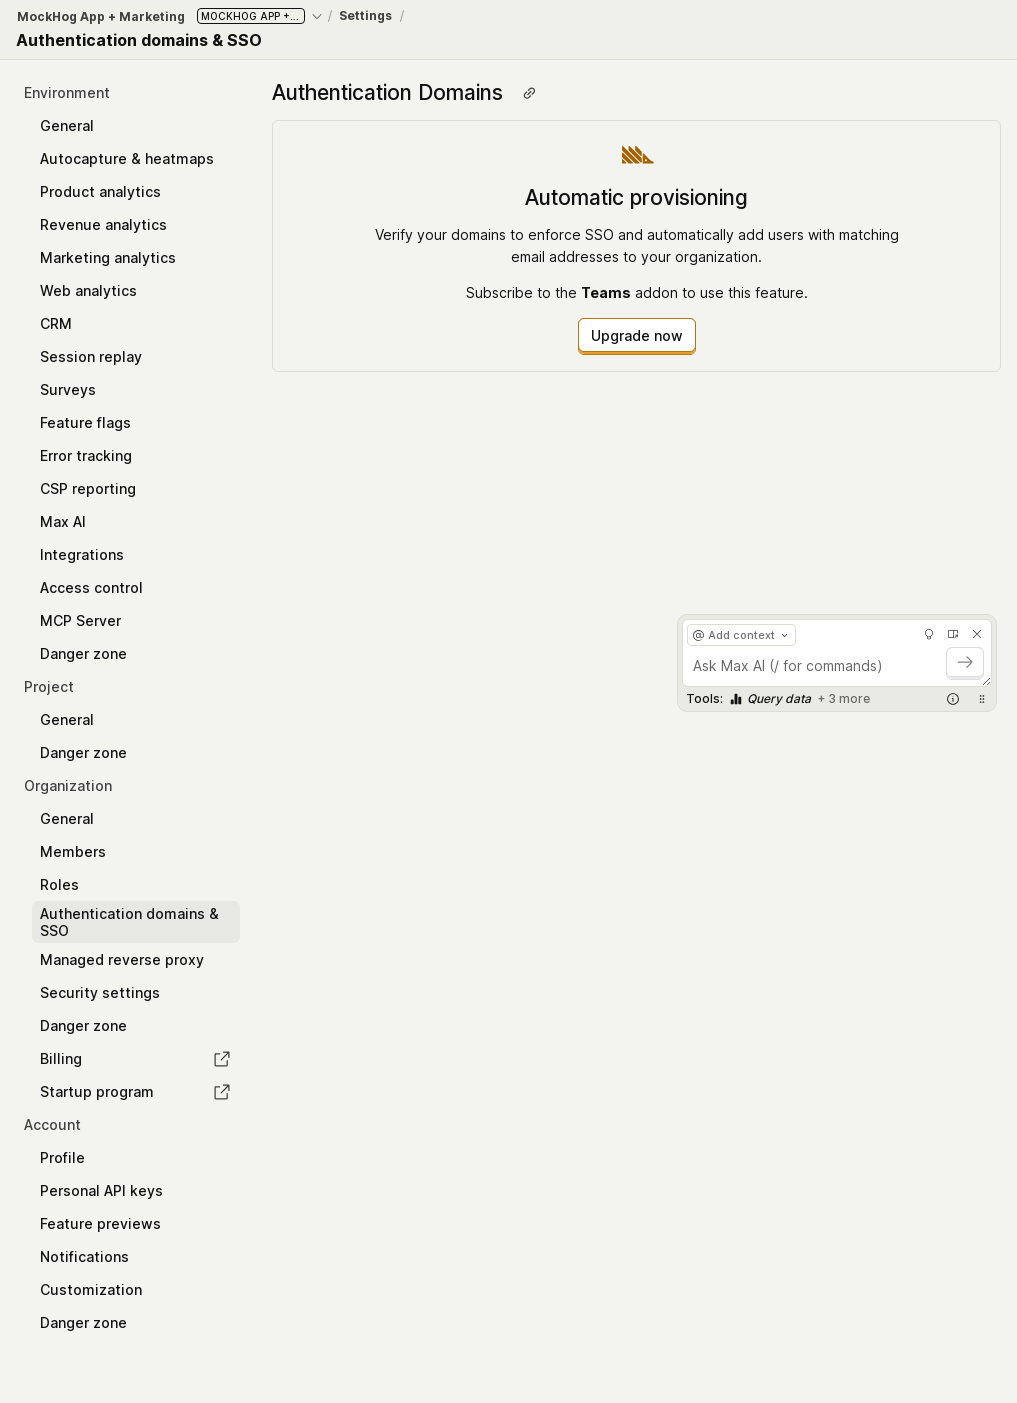 MockHog App + Marketing MOCKHOG APP +... / Settings /
Authentication domains & SSO
Environment
General
Autocapture & heatmaps
Product analytics
Revenue analytics
Marketing analytics
Web analytics
CRM
Session replay
Surveys
Feature flags
Error tracking
CSP reporting
Max AI
Integrations
Access control
MCP Server
Danger zone
Project
General
Danger zone
Organization
General
Members
Roles
Authentication domains &
SSO
Managed reverse proxy
Security settings
Danger zone
Billing
Startup program
Account
Profile
Personal API keys
Feature previews
Notifications
Customization
Danger zone
Authentication Domains
Automatic provisioning
Verify your domains to enforce SSO and automatically add users with matching
email addresses to your organization.
Subscribe to the Teams addon to use this feature.
Upgrade now
@ Add context
Ask Max AI (/ for commands)
Tools: Query data + 3 more